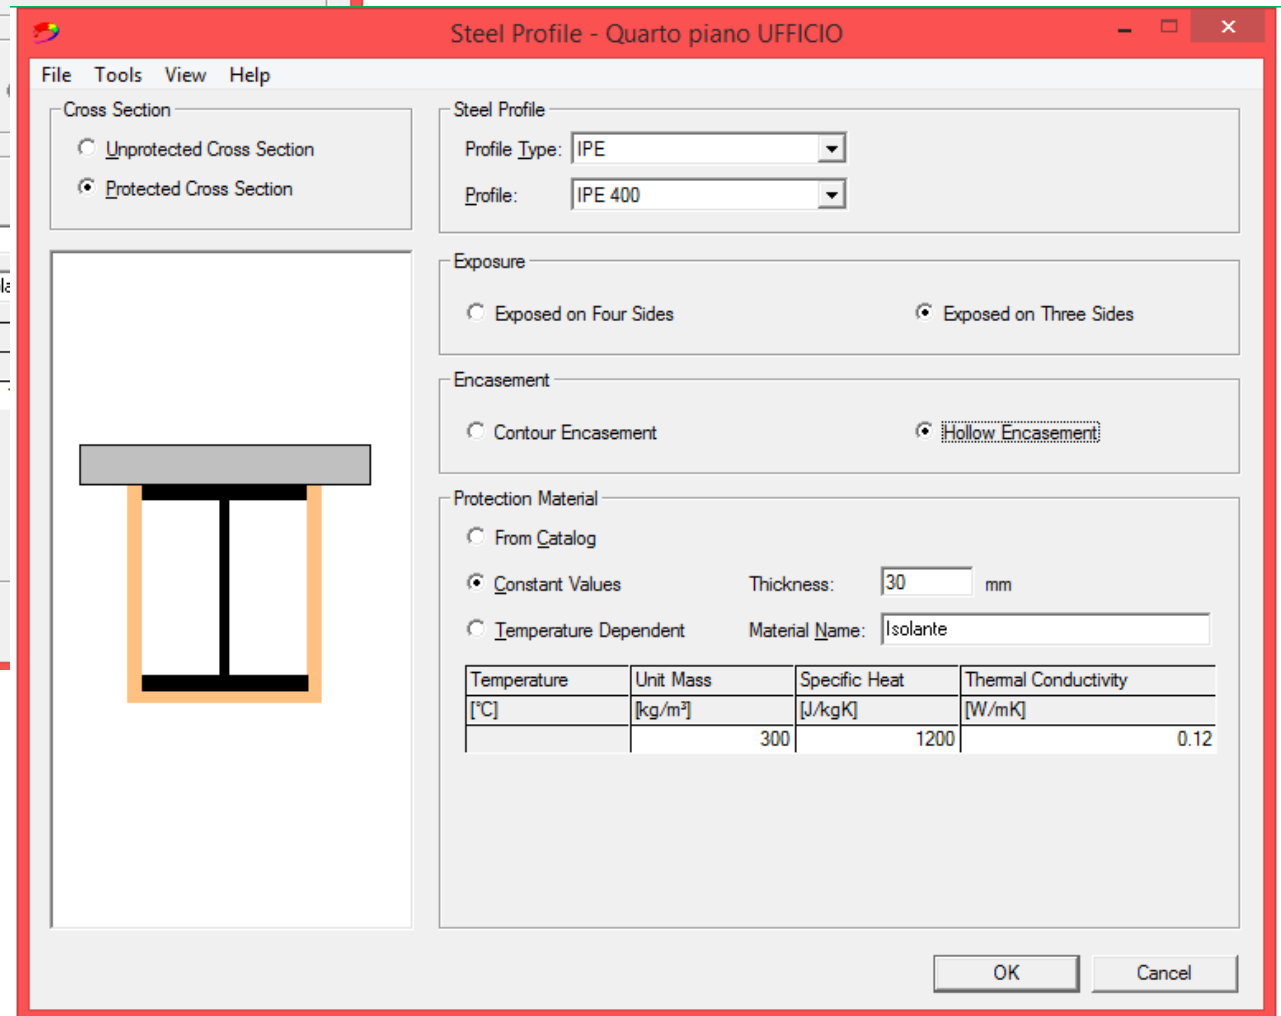 Steel Profile - Quarto piano UFFICIO
File Tools View Help
Cross Section
Unprotected Cross Section
Protected Cross Section
Steel Profile
Profile Type: IPE
Profile: IPE 400
Exposure
Exposed on Four Sides Exposed on Three Sides
Encasement
Contour Encasement Hollow Encasement
Protection Material
From Catalog
Constant Values Thickness: 30 mm
Temperature Dependent Material Name: Isolante
Temperature Unit Mass Specific Heat Thermal Conductivity
[°C] [kg/m³] [J/kgK] [W/mK]
300 1200 0.12
OK Cancel